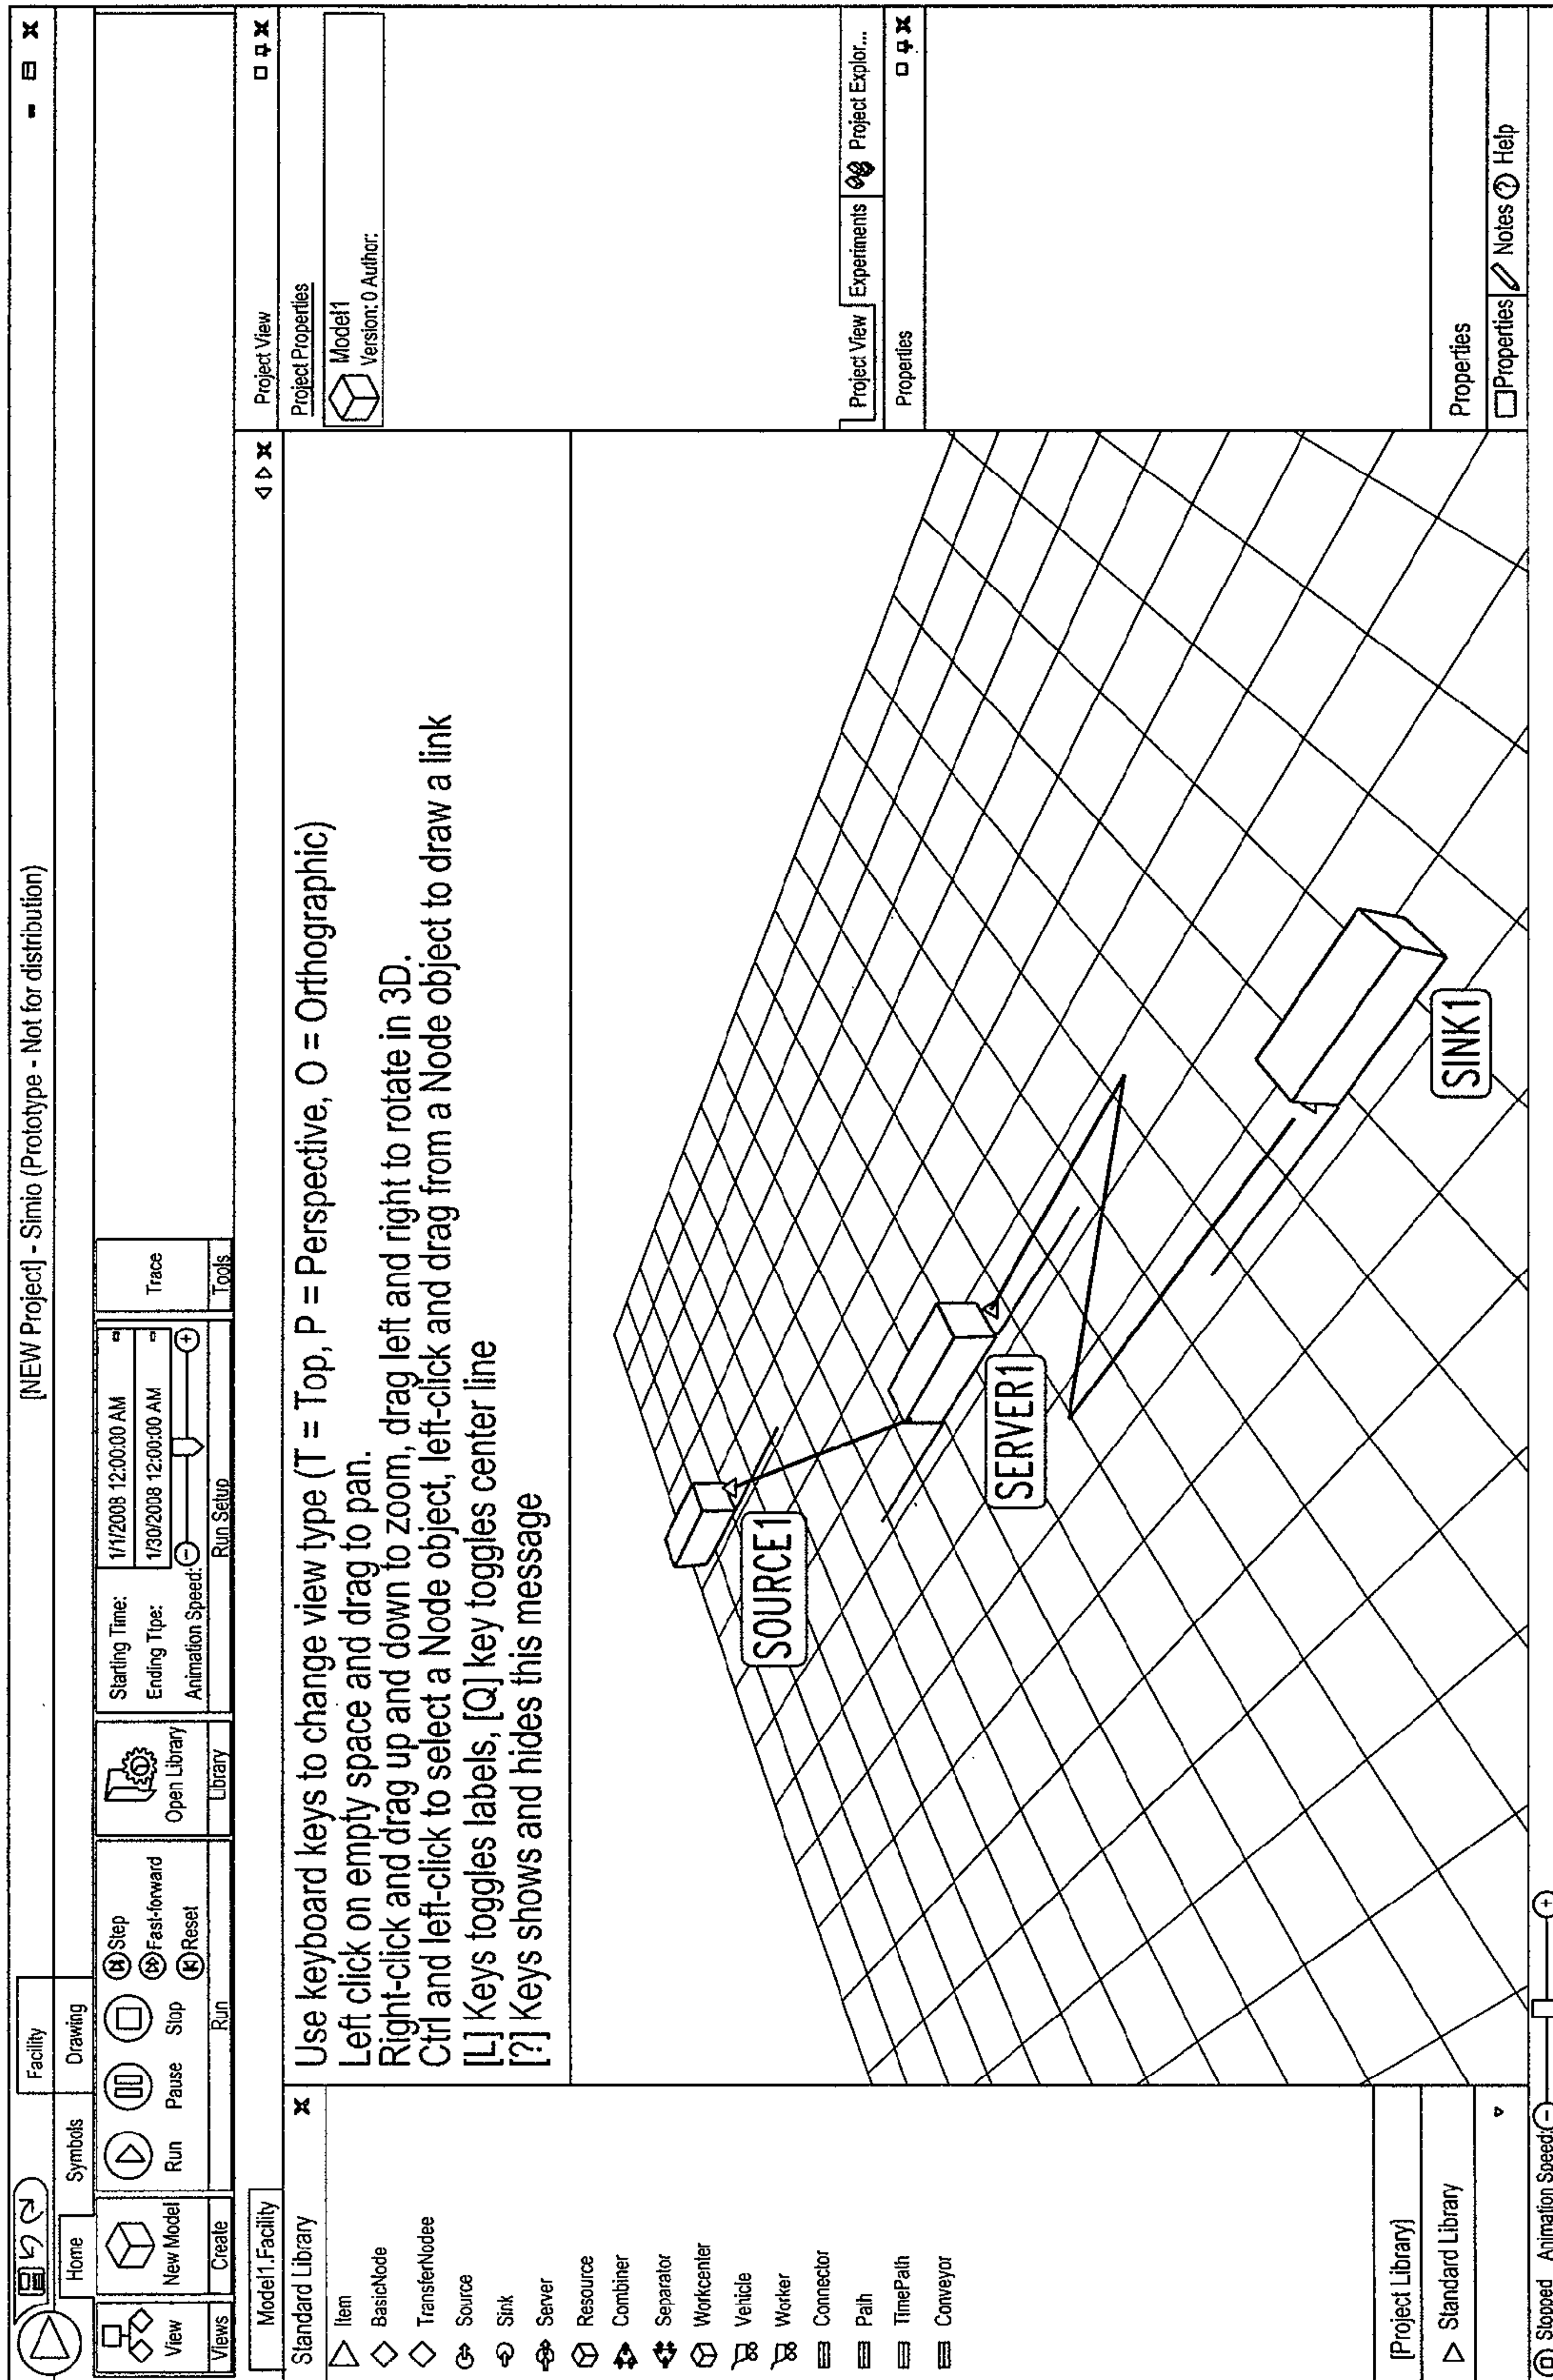 [NEW Project] - Simio (Prototype - Not for distribution)
Facility
Home Symbols Drawing
View
Views
New Model
Create
Run Pause Stop
Step
Fast-forward
Reset
Run
Open Library
Library
Starting Time: 1/1/2008 12:00:00 AM
Ending Tipe: 1/30/2008 12:00:00 AM
Animation Speed:
Run Setup
Trace
Tools
Model1.Facility
Standard Library
Item
BasicNode
TransferNodee
Source
Sink
Server
Resource
Combiner
Separator
Workcenter
Vehicle
Worker
Connector
Path
TimePath
Conveyor
[Project Library]
Standard Library
Use keyboard keys to change view type (T = Top, P = Perspective, O = Orthographic)
Left click on empty space and drag to pan.
Right-click and drag up and down to zoom, drag left and right to rotate in 3D.
Ctrl and left-click to select a Node object, left-click and drag from a Node object to draw a link
[L] Keys toggles labels, [Q] key toggles center line
[?] Keys shows and hides this message
SOURCE1
SERVER1
SINK1
Project View
Project Properties
Model1
Version: 0 Author:
Project View Experiments Project Explor...
Properties
Properties
Properties Notes Help
Stopped Animation Speed: